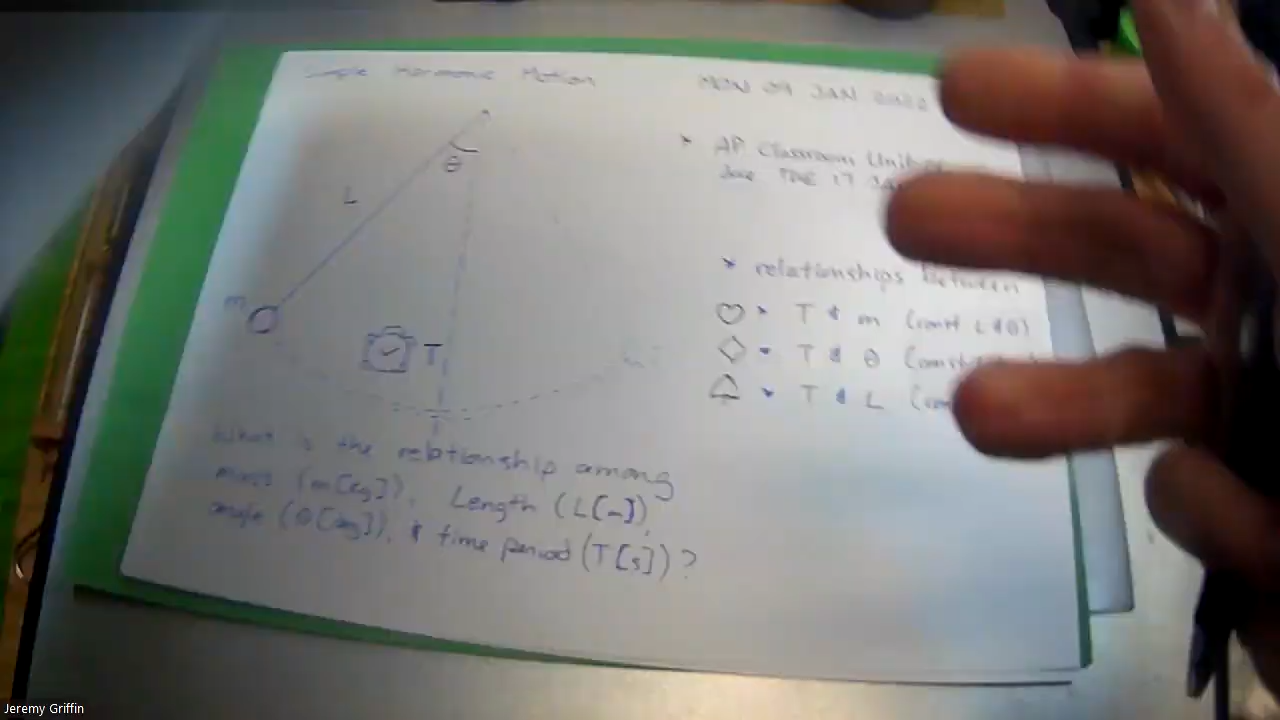 Simple Harmonic Motion
MON 09 JAN
θ
L
m
T
What is the relationship among
mass (m[kg]), Length (L[m]),
angle (θ[deg]), & time period (T[s])?
* AP Classroom Unit
due TUE 17
* relationships between
T & m (const L & θ)
T & θ (const
T & L
Jeremy Griffin